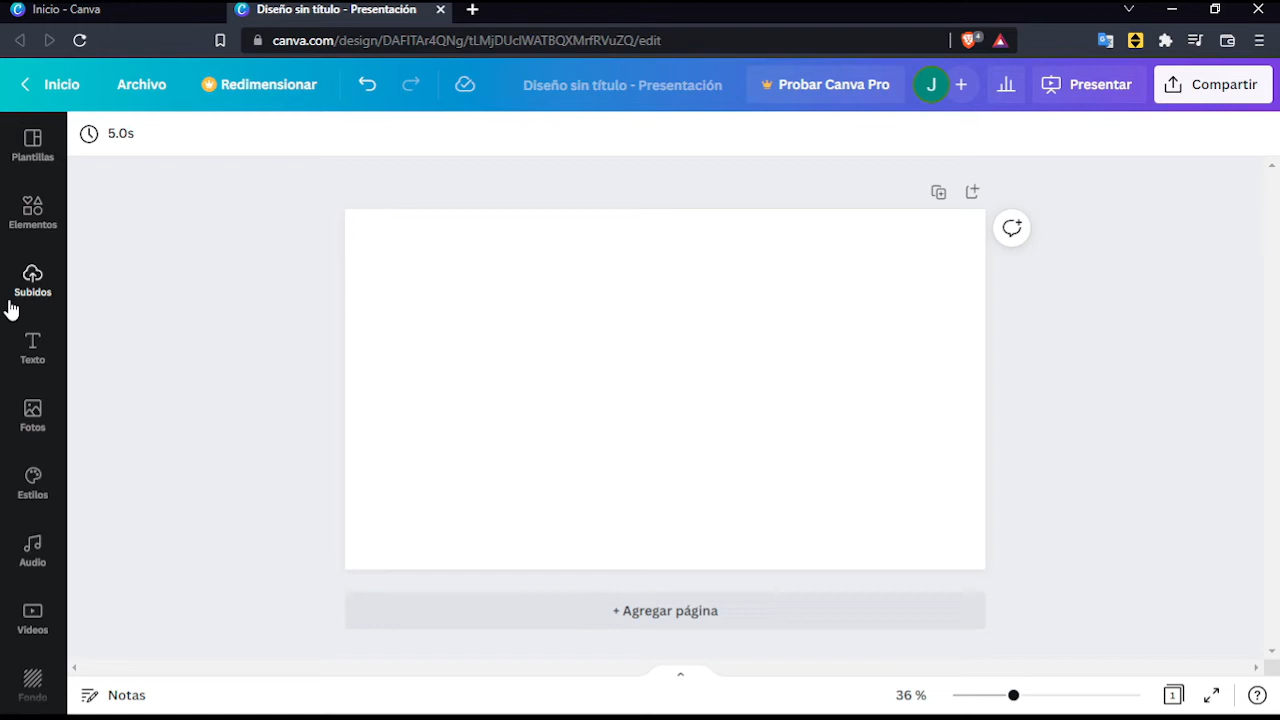 Inicio - Canva
Diseño sin título - Presentación
canva.com/design/DAFITAr4QNg/tLMjDUclWATBQXMrfRVuZQ/edit
4
Inicio
Archivo
Redimensionar
Diseño sin título - Presentación
Probar Canva Pro
J
Presentar
Compartir
5.0s
Plantillas
Elementos
Subidos
Texto
Fotos
Estilos
Audio
Videos
Fondo
+ Agregar página
Notas
36 %
1